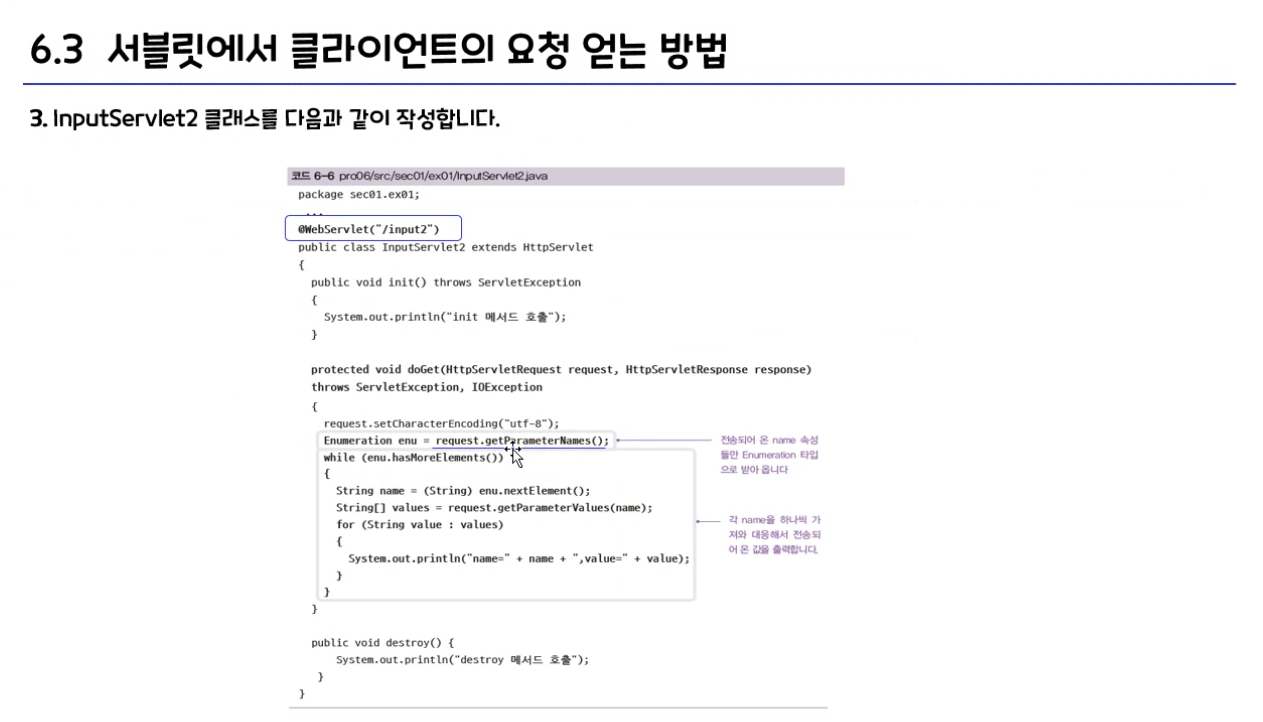 6.3 서블릿에서 클라이언트의 요청 얻는 방법
3. InputServlet2 클래스를 다음과 같이 작성합니다.
코드 6-6 pro06/src/sec01/ex01/InputServlet2.java
package sec01.ex01;
...
@WebServlet("/input2")
public class InputServlet2 extends HttpServlet
{
public void init() throws ServletException
{
System.out.println("init 메서드 호출");
}
protected void doGet(HttpServletRequest request, HttpServletResponse response)
throws ServletException, IOException
{
request.setCharacterEncoding("utf-8");
Enumeration enu = request.getParameterNames();
while (enu.hasMoreElements())
{
String name = (String) enu.nextElement();
String[] values = request.getParameterValues(name);
for (String value : values)
{
System.out.println("name=" + name + ",value=" + value);
}
}
}
전송되어 온 name 속성
들만 Enumeration 타입
으로 받아 옵니다
각 name을 하나씩 가
져와 대응해서 전송되
어 온 값을 출력합니다.
public void destroy() {
System.out.println("destroy 메서드 호출");
}
}